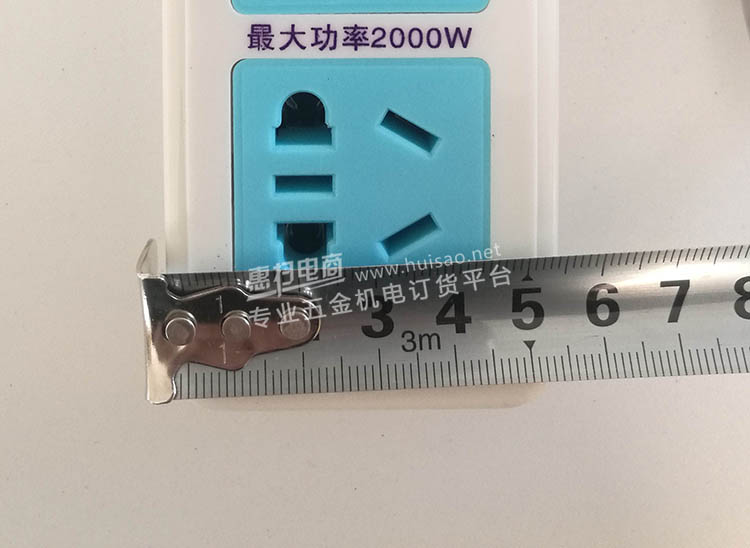 最大功率2000W
惠扫电商 www.huisao.net
专业五金机电订货平台
1 3 4 5 6 7 8
3m
1